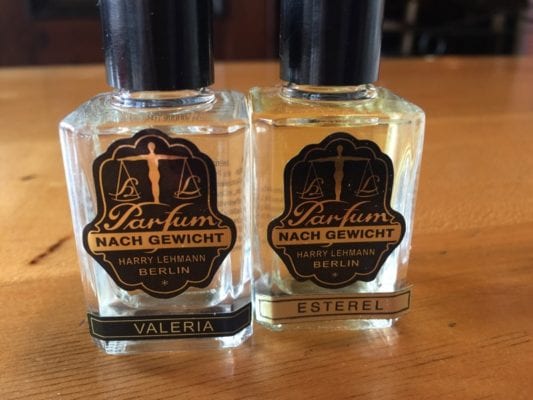 H L
Parfum
NACH GEWICHT
HARRY LEHMANN
BERLIN
*
VALERIA
H L
Parfum
NACH GEWICHT
HARRY LEHMANN
BERLIN
*
ESTEREL